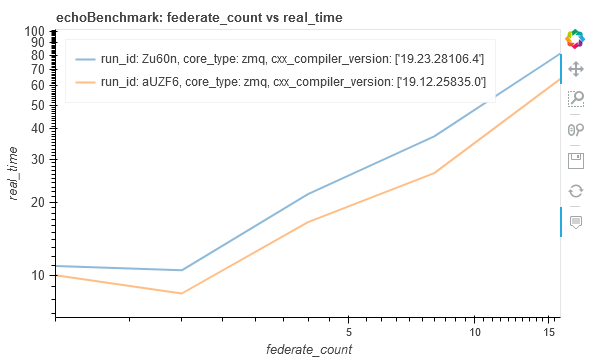 echoBenchmark: federate_count vs real_time
run_id: Zu60n, core_type: zmq, cxx_compiler_version: ['19.23.28106.4']
run_id: aUZF6, core_type: zmq, cxx_compiler_version: ['19.12.25835.0']
real_time
100
90
80
70
60
50
40
30
20
10
5
10
15
federate_count